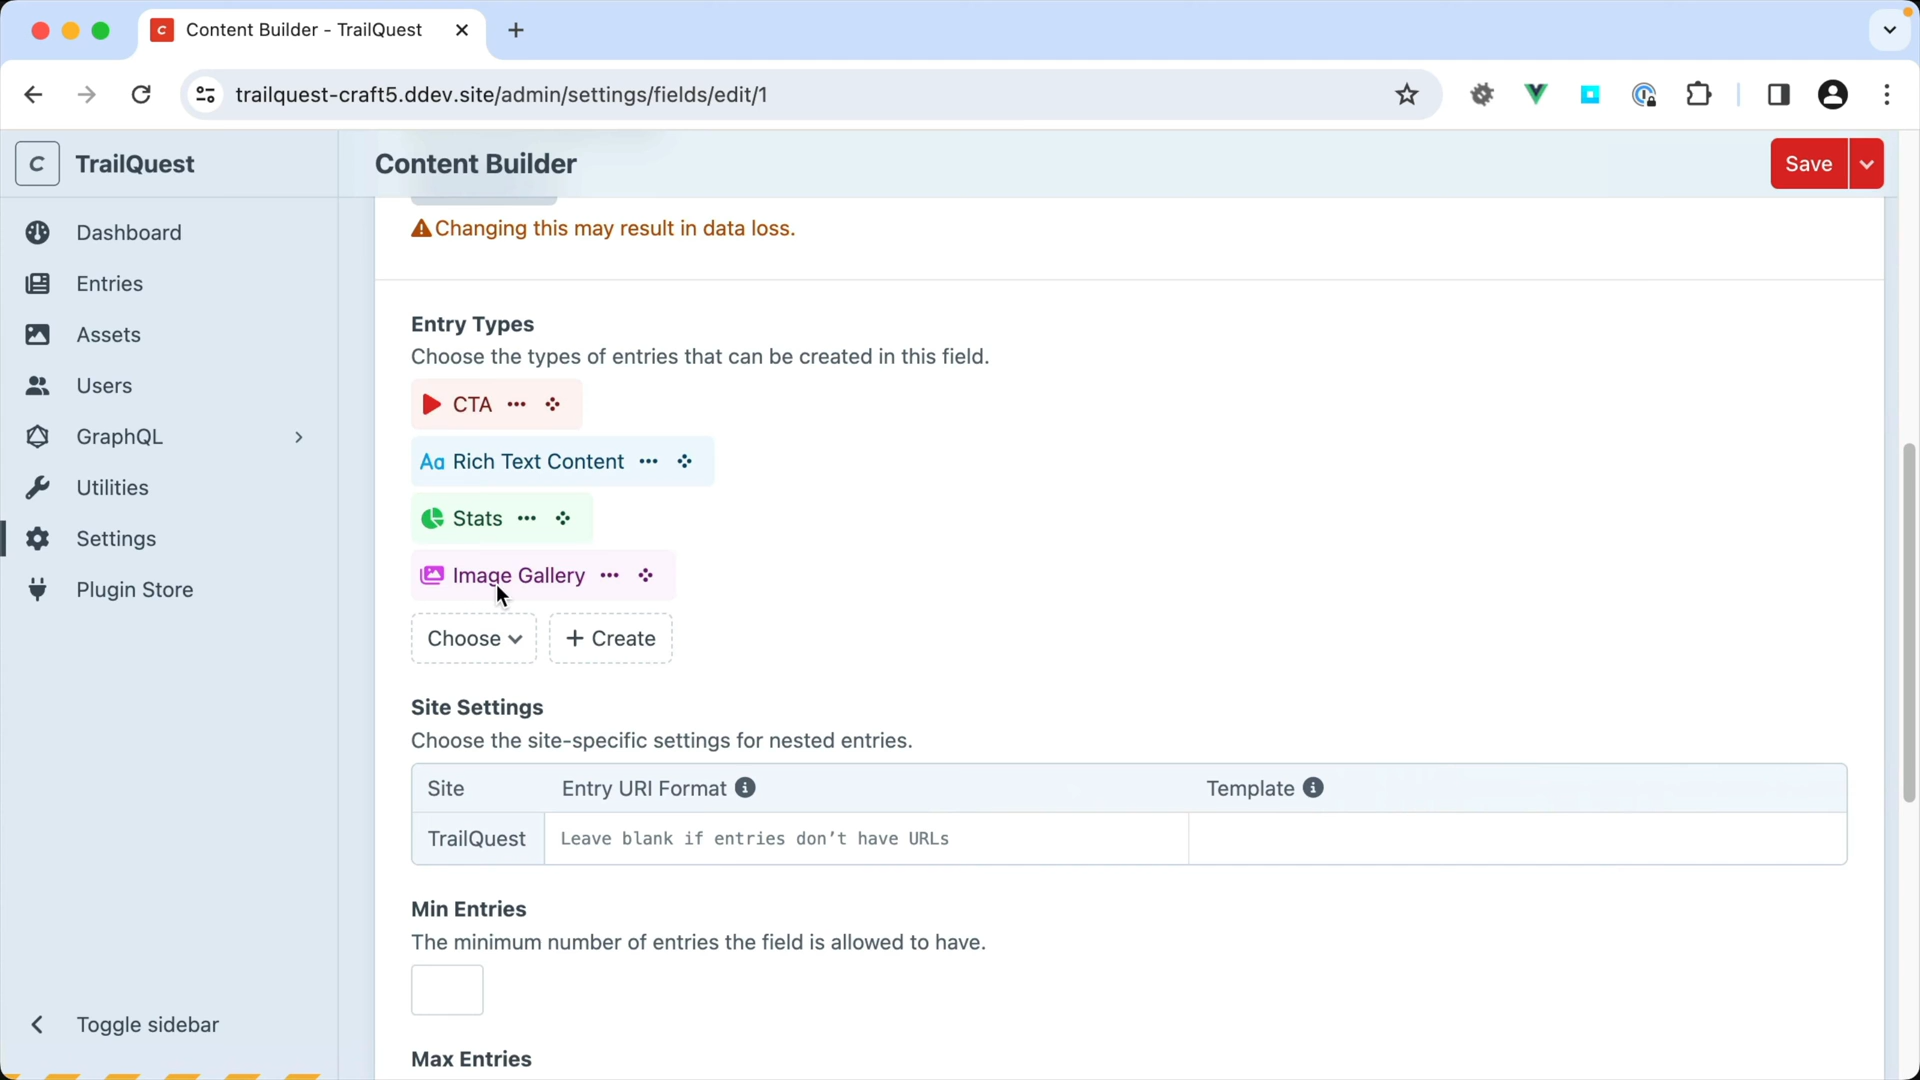 Content Builder - TrailQuest
trailquest-craft5.ddev.site/admin/settings/fields/edit/1
C TrailQuest
Content Builder
Save
Changing this may result in data loss.
Dashboard
Entries
Assets
Users
GraphQL
Utilities
Settings
Plugin Store
Toggle sidebar
Entry Types
Choose the types of entries that can be created in this field.
CTA
Aa Rich Text Content
Stats
Image Gallery
Choose + Create
Site Settings
Choose the site-specific settings for nested entries.
Site Entry URI Format Template
TrailQuest Leave blank if entries don’t have URLs
Min Entries
The minimum number of entries the field is allowed to have.
Max Entries